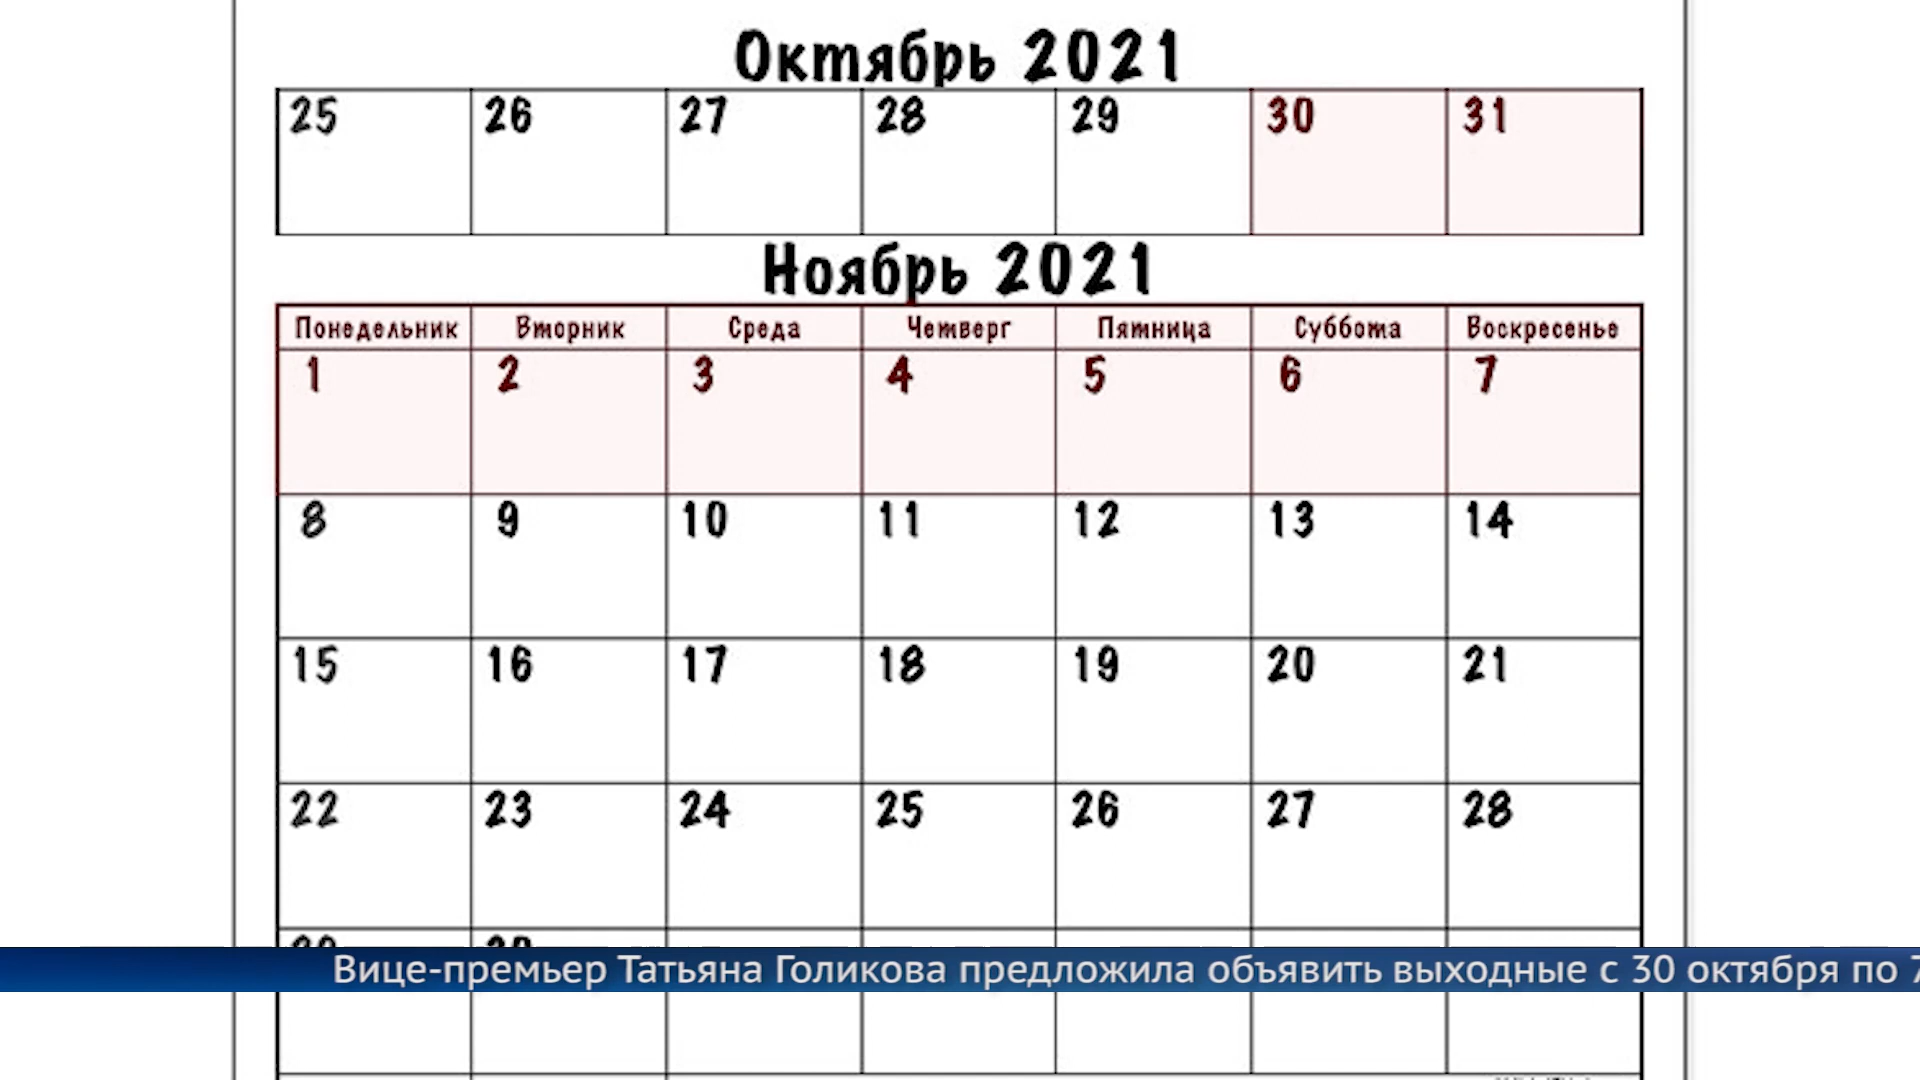 Октябрь 2021
25 26 27 28 29 30 31
Ноябрь 2021
Понедельник Вторник Среда Четверг Пятница Суббота Воскресенье
1 2 3 4 5 6 7
8 9 10 11 12 13 14
15 16 17 18 19 20 21
22 23 24 25 26 27 28
Вице-премьер Татьяна Голикова предложила объявить выходные с 30 октября по